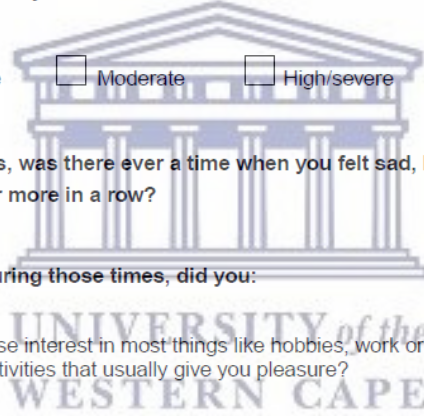 Moderate High/severe
s, was there ever a time when you felt sad,
r more in a row?
uring those times, did you:
UNIVERSITY of the
se interest in most things like hobbies, work or
tivities that usually give you pleasure?
WESTERN CAPE